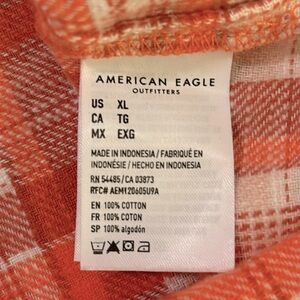 AMERICAN EAGLE
OUTFITTERS
US XL
CA TG
MX EXG
MADE IN INDONESIA / FABRIQUÉ EN
INDONÉSIE / HECHO EN INDONESIA
RN 54485/CA 03873
RFC# AEM120605U9A
EN 100% COTTON
FR 100% COTON
SP 100% algodón